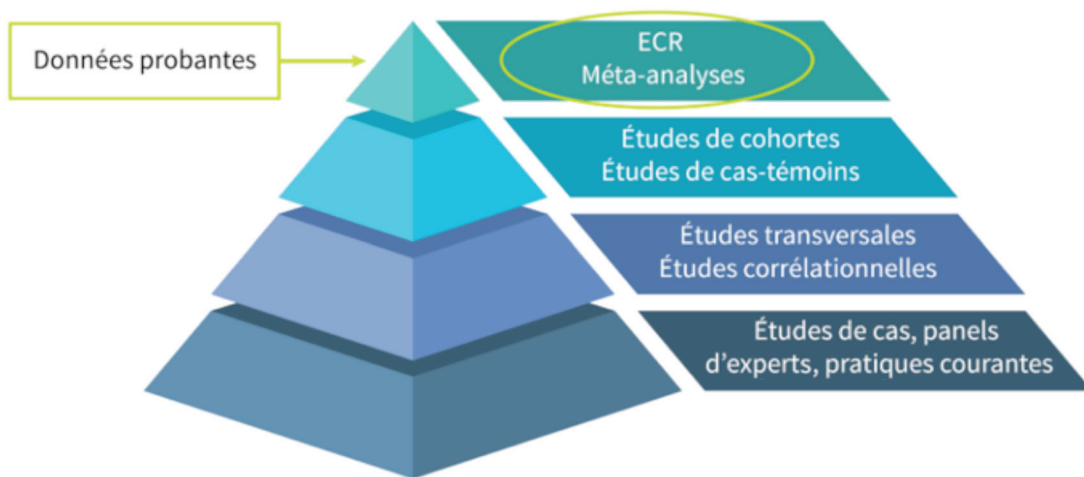 Données probantes
ECR
Méta-analyses
Études de cohortes
Études de cas-témoins
Études transversales
Études corrélationnelles
Études de cas, panels
d'experts, pratiques courantes